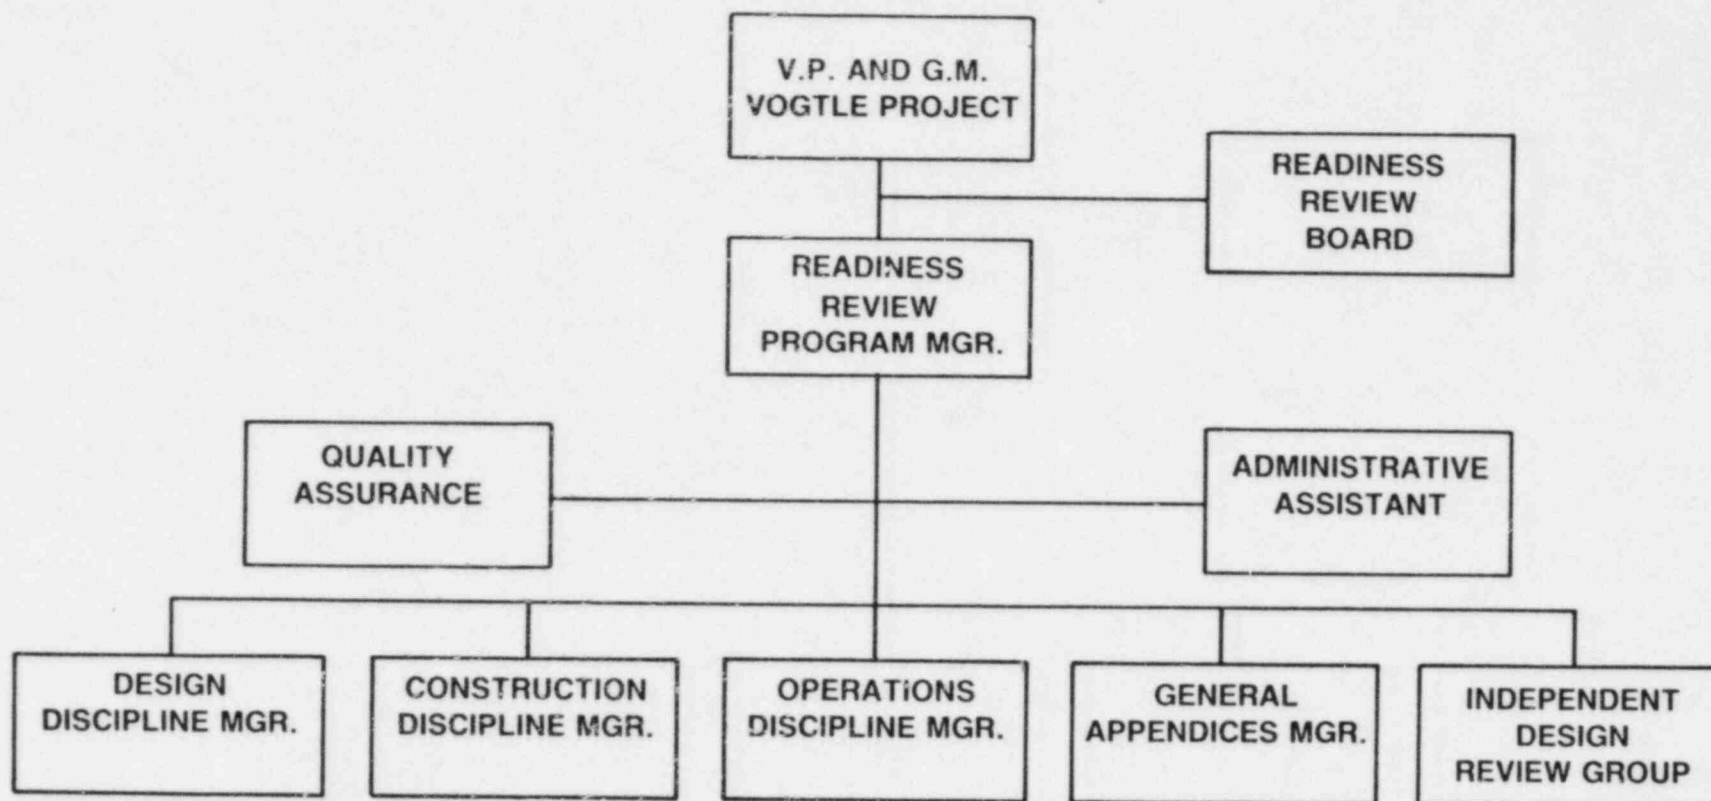 V.P. AND G.M.
VOGTLE PROJECT
READINESS
REVIEW
BOARD
READINESS
REVIEW
PROGRAM MGR.
QUALITY
ASSURANCE
ADMINISTRATIVE
ASSISTANT
DESIGN
DISCIPLINE MGR.
CONSTRUCTION
DISCIPLINE MGR.
OPERATIONS
DISCIPLINE MGR.
GENERAL
APPENDICES MGR.
INDEPENDENT
DESIGN
REVIEW GROUP